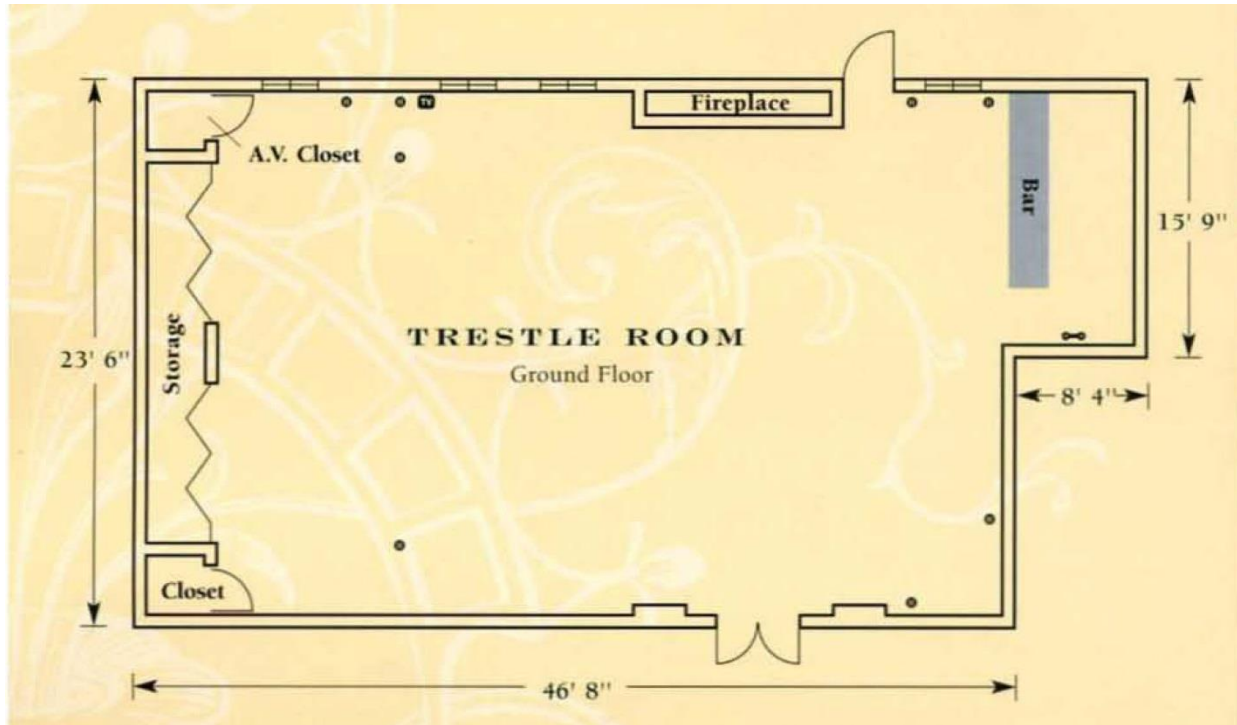 Fireplace
TV
A.V. Closet
Bar
15' 9"
TRESTLE ROOM
23' 6"
Storage
Ground Floor
8' 4"
Closet
46' 8"